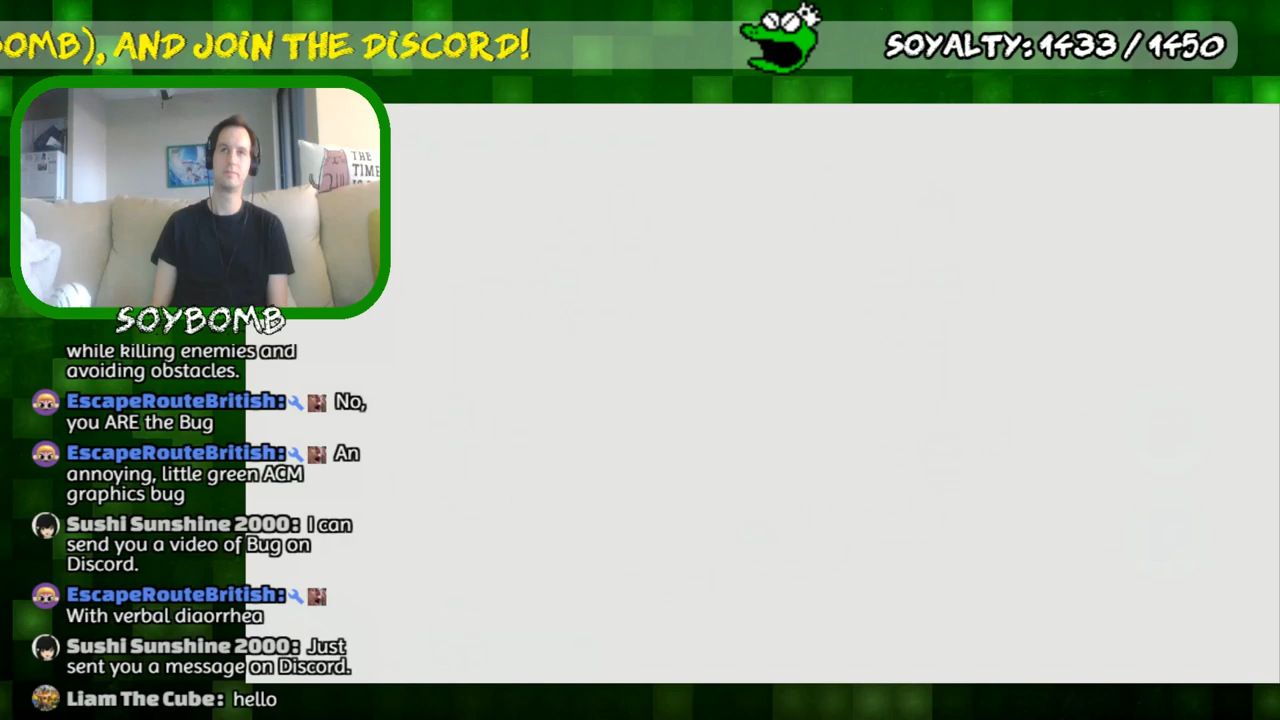 OMB), AND JOIN THE DISCORD!
SOYALTY: 1433 / 1450
THE
TIME
SOYBOMB
while killing enemies and
avoiding obstacles.
EscapeRouteBritish: No,
you ARE the Bug
EscapeRouteBritish: An
annoying, little green ACM
graphics bug
Sushi Sunshine 2000: I can
send you a video of Bug on
Discord.
EscapeRouteBritish:
With verbal diaorrhea
Sushi Sunshine 2000: Just
sent you a message on Discord.
Liam The Cube: hello